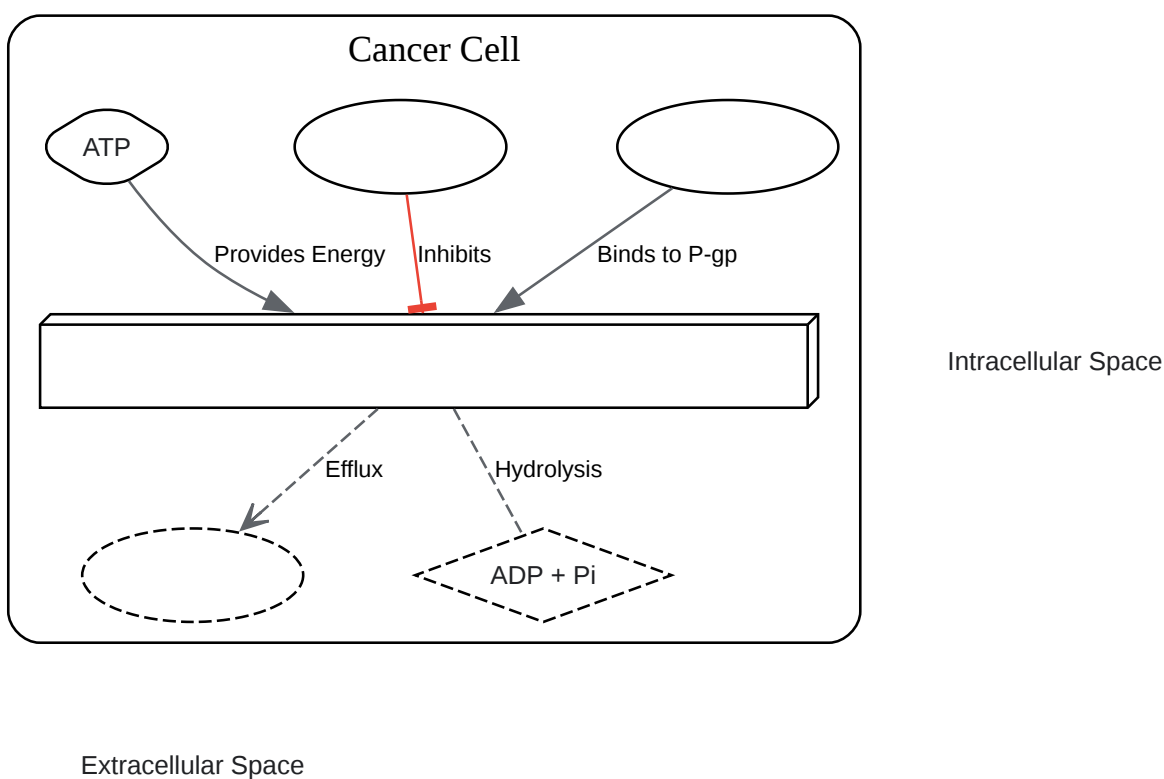 Cancer Cell
ATP
Provides Energy
Inhibits
Binds to P-gp
Intracellular Space
Efflux
Hydrolysis
ADP + Pi
Extracellular Space